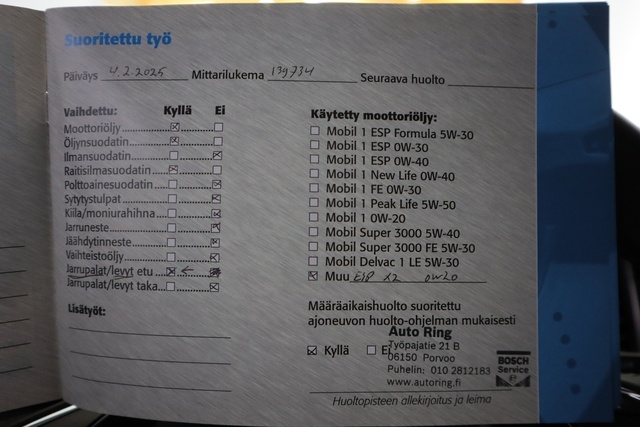 Suoritettu työ
Päiväys 4.2.2025 Mittarilukema 139734 Seuraava huolto
Vaihdettu: Kyllä Ei
Moottoriöljy
Öljynsuodatin
Ilmansuodatin
Raitisilmasuodatin
Polttoainesuodatin
Sytytystulpat
Kiila/moniurahihna
Jarruneste
Jäähdytinneste
Vaihteistoöljy
Jarrupalat/levyt etu
Jarrupalat/levyt taka
Lisätyöt:
Käytetty moottoriöljy:
Mobil 1 ESP Formula 5W-30
Mobil 1 ESP 0W-30
Mobil 1 ESP 0W-40
Mobil 1 New Life 0W-40
Mobil 1 FE 0W-30
Mobil 1 Peak Life 5W-50
Mobil 1 0W-20
Mobil Super 3000 5W-40
Mobil Super 3000 FE 5W-30
Mobil Delvac 1 LE 5W-30
Muu ESP X2 0W20
Määräaikaishuolto suoritettu
ajoneuvon huolto-ohjelman mukaisesti
Kyllä Ei
Auto Ring
Työpajatie 21 B
06150 Porvoo
Puhelin: 010 2812183
www.autoring.fi
BOSCH
Service
Huoltopisteen allekirjoitus ja leima